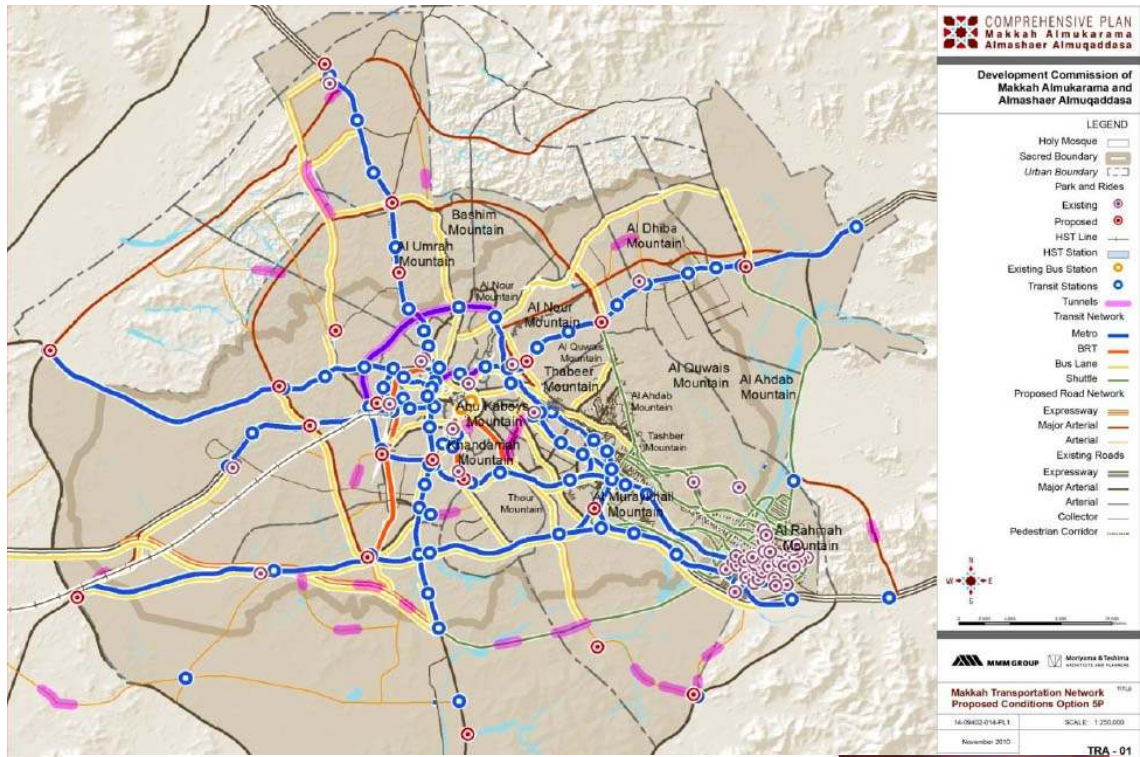 Bashim
Mountain
Al Umrah
Mountain
Al Dhiba
Mountain
Al Nour
Mountain
Al Nour
Mountain
Al Quwais
Mountain
Thabeer
Mountain
Al Quwais
Mountain
Al Ahdab
Mountain
Al Ahdab
Mountain
Abu Kabeys
Mountain
Khandamah
Mountain
Tashber
Mountain
Thour
Mountain
Al Muraykhail
Mountain
Al Rahmah
Mountain
COMPREHENSIVE PLAN
Makkah Almukarama
Almashaer Almuqaddasa
Development Commission of
Makkah Almukarama and
Almashaer Almuqaddasa
LEGEND
Holy Mosque
Sacred Boundary
Urban Boundary
Park and Rides
Existing
Proposed
HST Line
HST Station
Existing Bus Station
Transit Stations
Tunnels
Transit Network
Metro
BRT
Bus Lane
Shuttle
Proposed Road Network
Expressway
Major Arterial
Arterial
Existing Roads
Expressway
Major Arterial
Arterial
Collector
Pedestrian Corridor
N
W E
S
MMM GROUP
Moriyama & Teshima
ARCHITECTS AND PLANNERS
TITLE
Makkah Transportation Network
Proposed Conditions Option 5P
14-09402-014-PL1
SCALE: 1:250,000
November 2010
TRA - 01